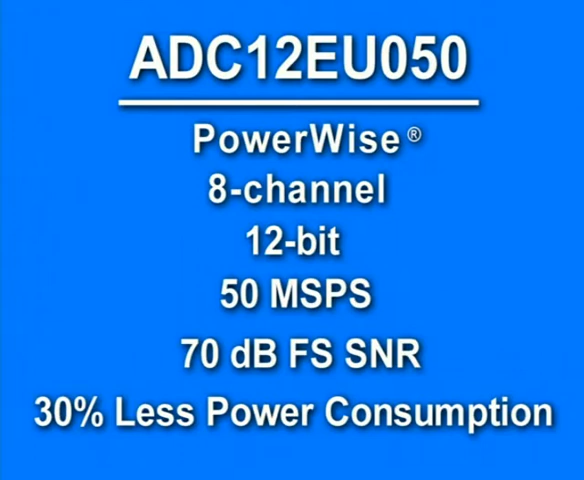 ADC12EU050
PowerWise®
8-channel
12-bit
50 MSPS
70 dB FS SNR
30% Less Power Consumption